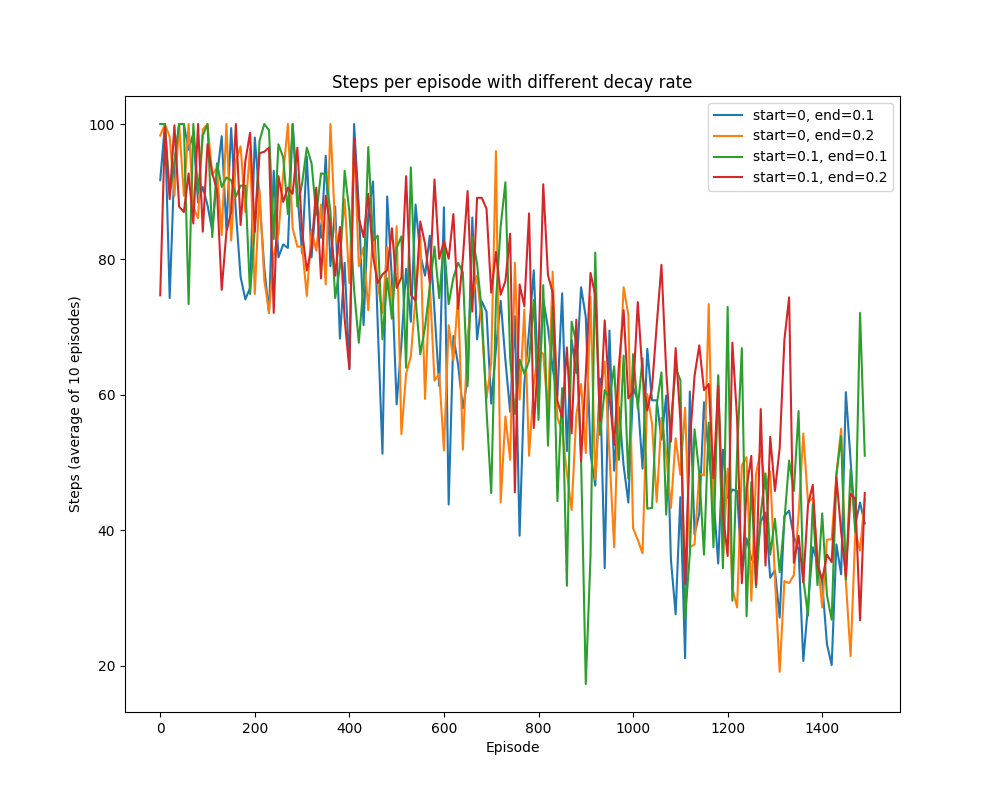 Steps per episode with different decay rate
start=0, end=0.1
start=0, end=0.2
start=0.1, end=0.1
start=0.1, end=0.2
Steps (average of 10 episodes)
100
80
60
40
20
0 200 400 600 800 1000 1200 1400
Episode